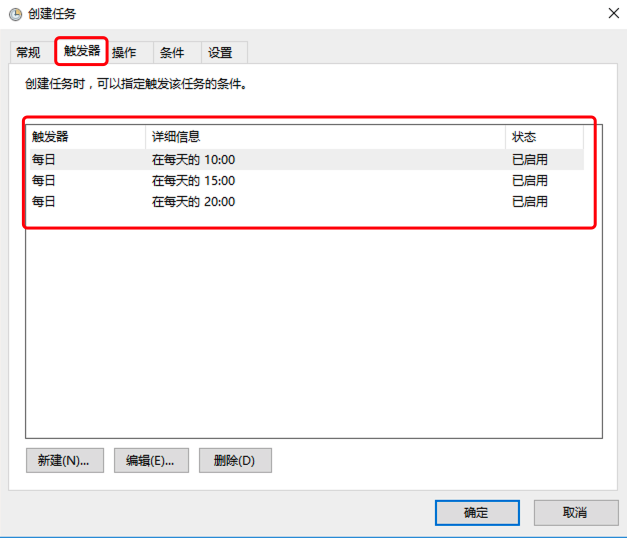 创建任务
常规 触发器 操作 条件 设置
创建任务时，可以指定触发该任务的条件。
触发器 详细信息 状态
每日 在每天的 10:00 已启用
每日 在每天的 15:00 已启用
每日 在每天的 20:00 已启用
新建(N)... 编辑(E)... 删除(D)
确定 取消